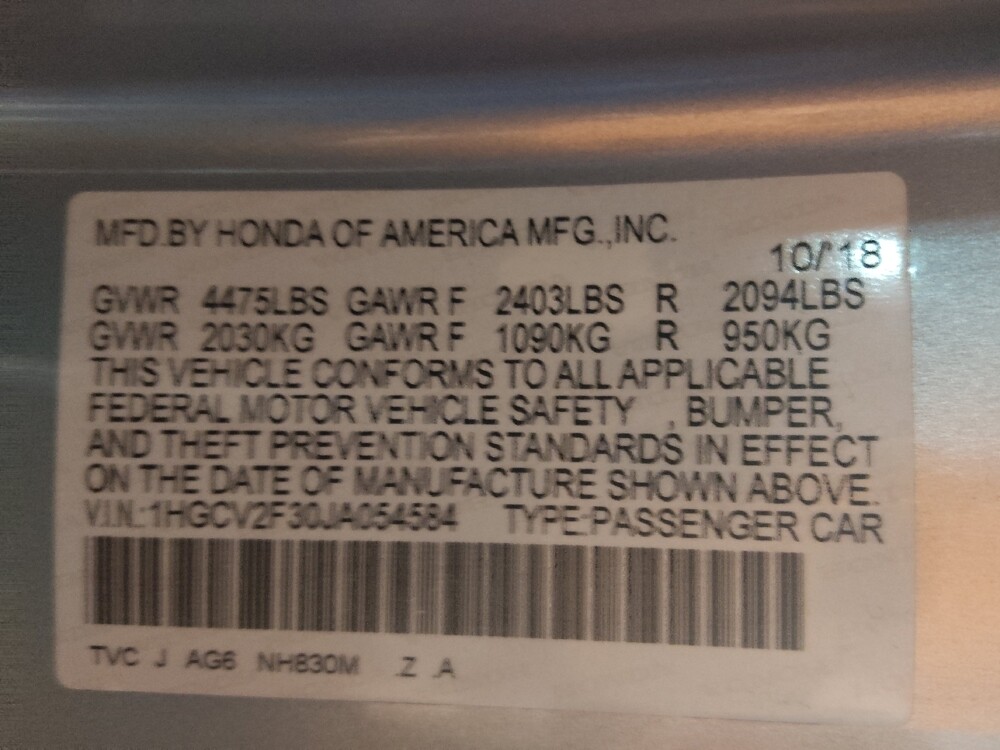 MFD.BY HONDA OF AMERICA MFG.,INC.
10/'18
GVWR 4475LBS GAWR F 2403LBS R 2094LBS
GVWR 2030KG GAWR F 1090KG R 950KG
THIS VEHICLE CONFORMS TO ALL APPLICABLE
FEDERAL MOTOR VEHICLE SAFETY , BUMPER,
AND THEFT PREVENTION STANDARDS IN EFFECT
ON THE DATE OF MANUFACTURE SHOWN ABOVE.
V.I.N.:1HGCV2F30JA054584 TYPE:PASSENGER CAR
TVC J AG6 NH830M .Z .A